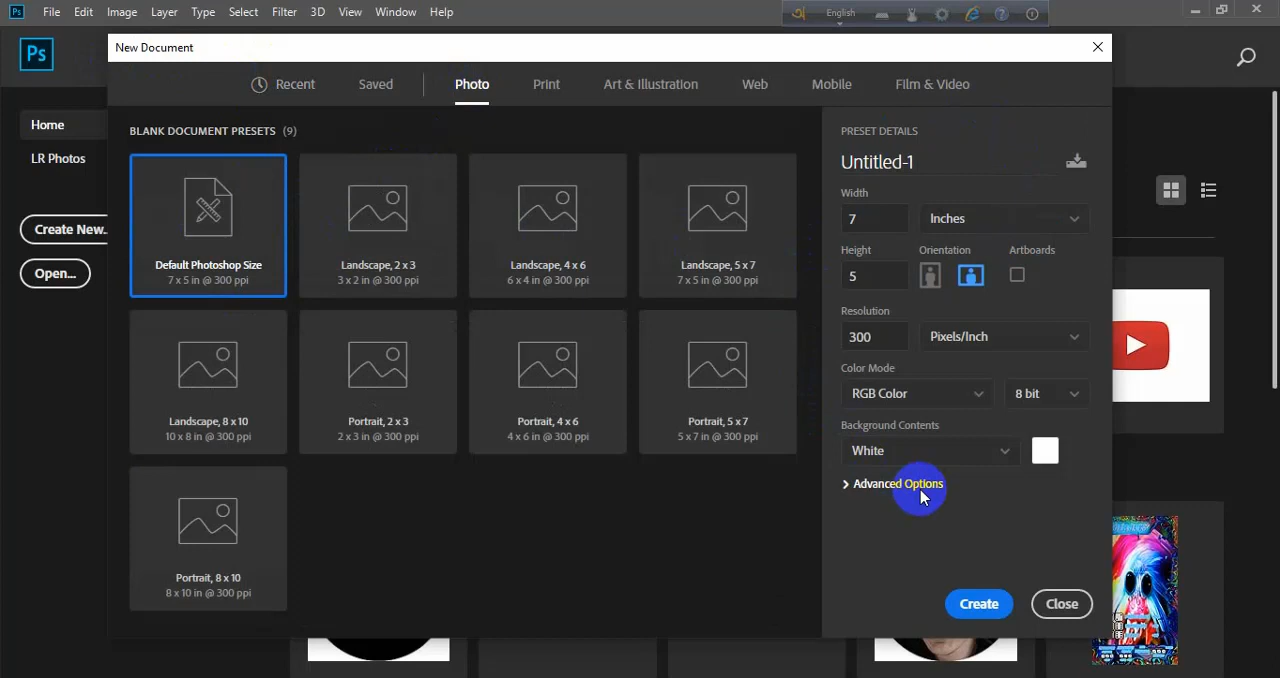 Ps File Edit Image Layer Type Select Filter 3D View Window Help
English
Ps
New Document
Recent Saved Photo Print Art & Illustration Web Mobile Film & Video
Home
LR Photos
Create New..
Open...
BLANK DOCUMENT PRESETS (9)
Default Photoshop Size
7 x 5 in @ 300 ppi
Landscape, 2 x 3
3 x 2 in @ 300 ppi
Landscape, 4 x 6
6 x 4 in @ 300 ppi
Landscape, 5 x 7
7 x 5 in @ 300 ppi
Landscape, 8 x 10
10 x 8 in @ 300 ppi
Portrait, 2 x 3
2 x 3 in @ 300 ppi
Portrait, 4 x 6
4 x 6 in @ 300 ppi
Portrait, 5 x 7
5 x 7 in @ 300 ppi
Portrait, 8 x 10
8 x 10 in @ 300 ppi
PRESET DETAILS
Untitled-1
Width
7 Inches
Height Orientation Artboards
5
Resolution
300 Pixels/Inch
Color Mode
RGB Color 8 bit
Background Contents
White
Advanced Options
Create Close